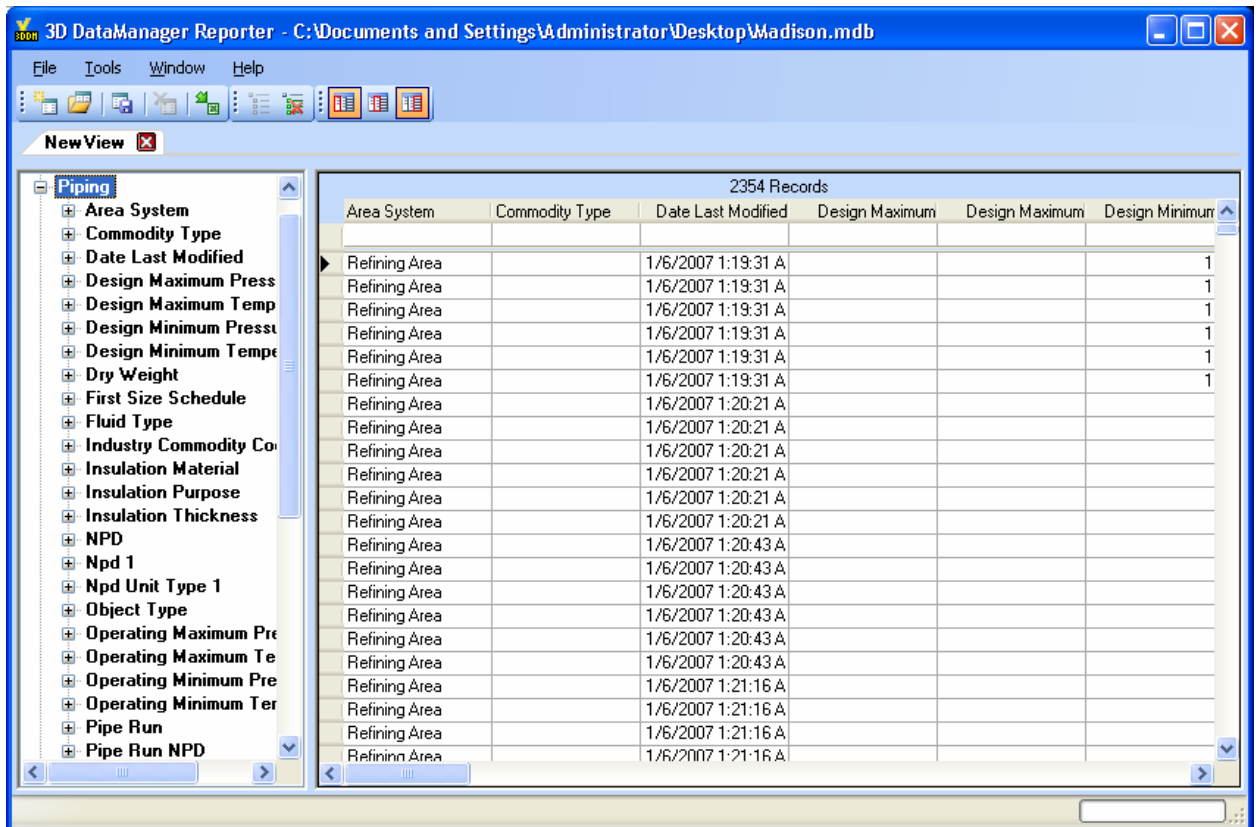 3D DataManager Reporter - C:\Documents and Settings\Administrator\Desktop\Madison.mdb
File Tools Window Help
New View
Piping
Area System
Commodity Type
Date Last Modified
Design Maximum Press
Design Maximum Temp
Design Minimum Pressu
Design Minimum Tempe
Dry Weight
First Size Schedule
Fluid Type
Industry Commodity Co
Insulation Material
Insulation Purpose
Insulation Thickness
NPD
Npd 1
Npd Unit Type 1
Object Type
Operating Maximum Pre
Operating Maximum Te
Operating Minimum Pre
Operating Minimum Ter
Pipe Run
Pipe Run NPD
2354 Records
Area System Commodity Type Date Last Modified Design Maximum Design Maximum Design Minimum
Refining Area 1/6/2007 1:19:31 A 1
Refining Area 1/6/2007 1:19:31 A 1
Refining Area 1/6/2007 1:19:31 A 1
Refining Area 1/6/2007 1:19:31 A 1
Refining Area 1/6/2007 1:19:31 A 1
Refining Area 1/6/2007 1:19:31 A 1
Refining Area 1/6/2007 1:20:21 A
Refining Area 1/6/2007 1:20:21 A
Refining Area 1/6/2007 1:20:21 A
Refining Area 1/6/2007 1:20:21 A
Refining Area 1/6/2007 1:20:21 A
Refining Area 1/6/2007 1:20:21 A
Refining Area 1/6/2007 1:20:43 A
Refining Area 1/6/2007 1:20:43 A
Refining Area 1/6/2007 1:20:43 A
Refining Area 1/6/2007 1:20:43 A
Refining Area 1/6/2007 1:20:43 A
Refining Area 1/6/2007 1:20:43 A
Refining Area 1/6/2007 1:21:16 A
Refining Area 1/6/2007 1:21:16 A
Refining Area 1/6/2007 1:21:16 A
Refining Area 1/6/2007 1:21:16 A